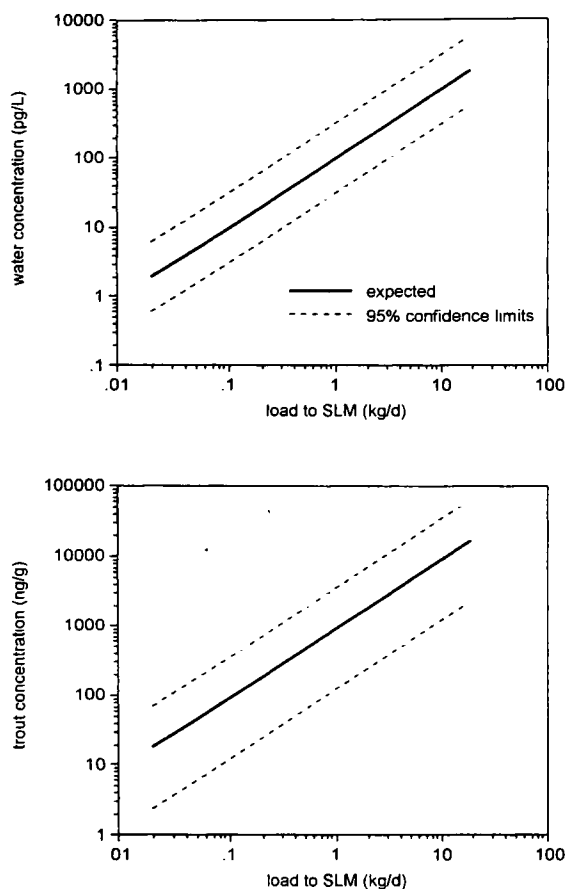 10000
1000
100
10
1
.1
water concentration (pg/L)
expected
95% confidence limits
.01 .1 1 10 100
load to SLM (kg/d)
100000
10000
1000
100
10
1
trout concentration (ng/g)
01 .1 1 10 100
load to SLM (kg/d)